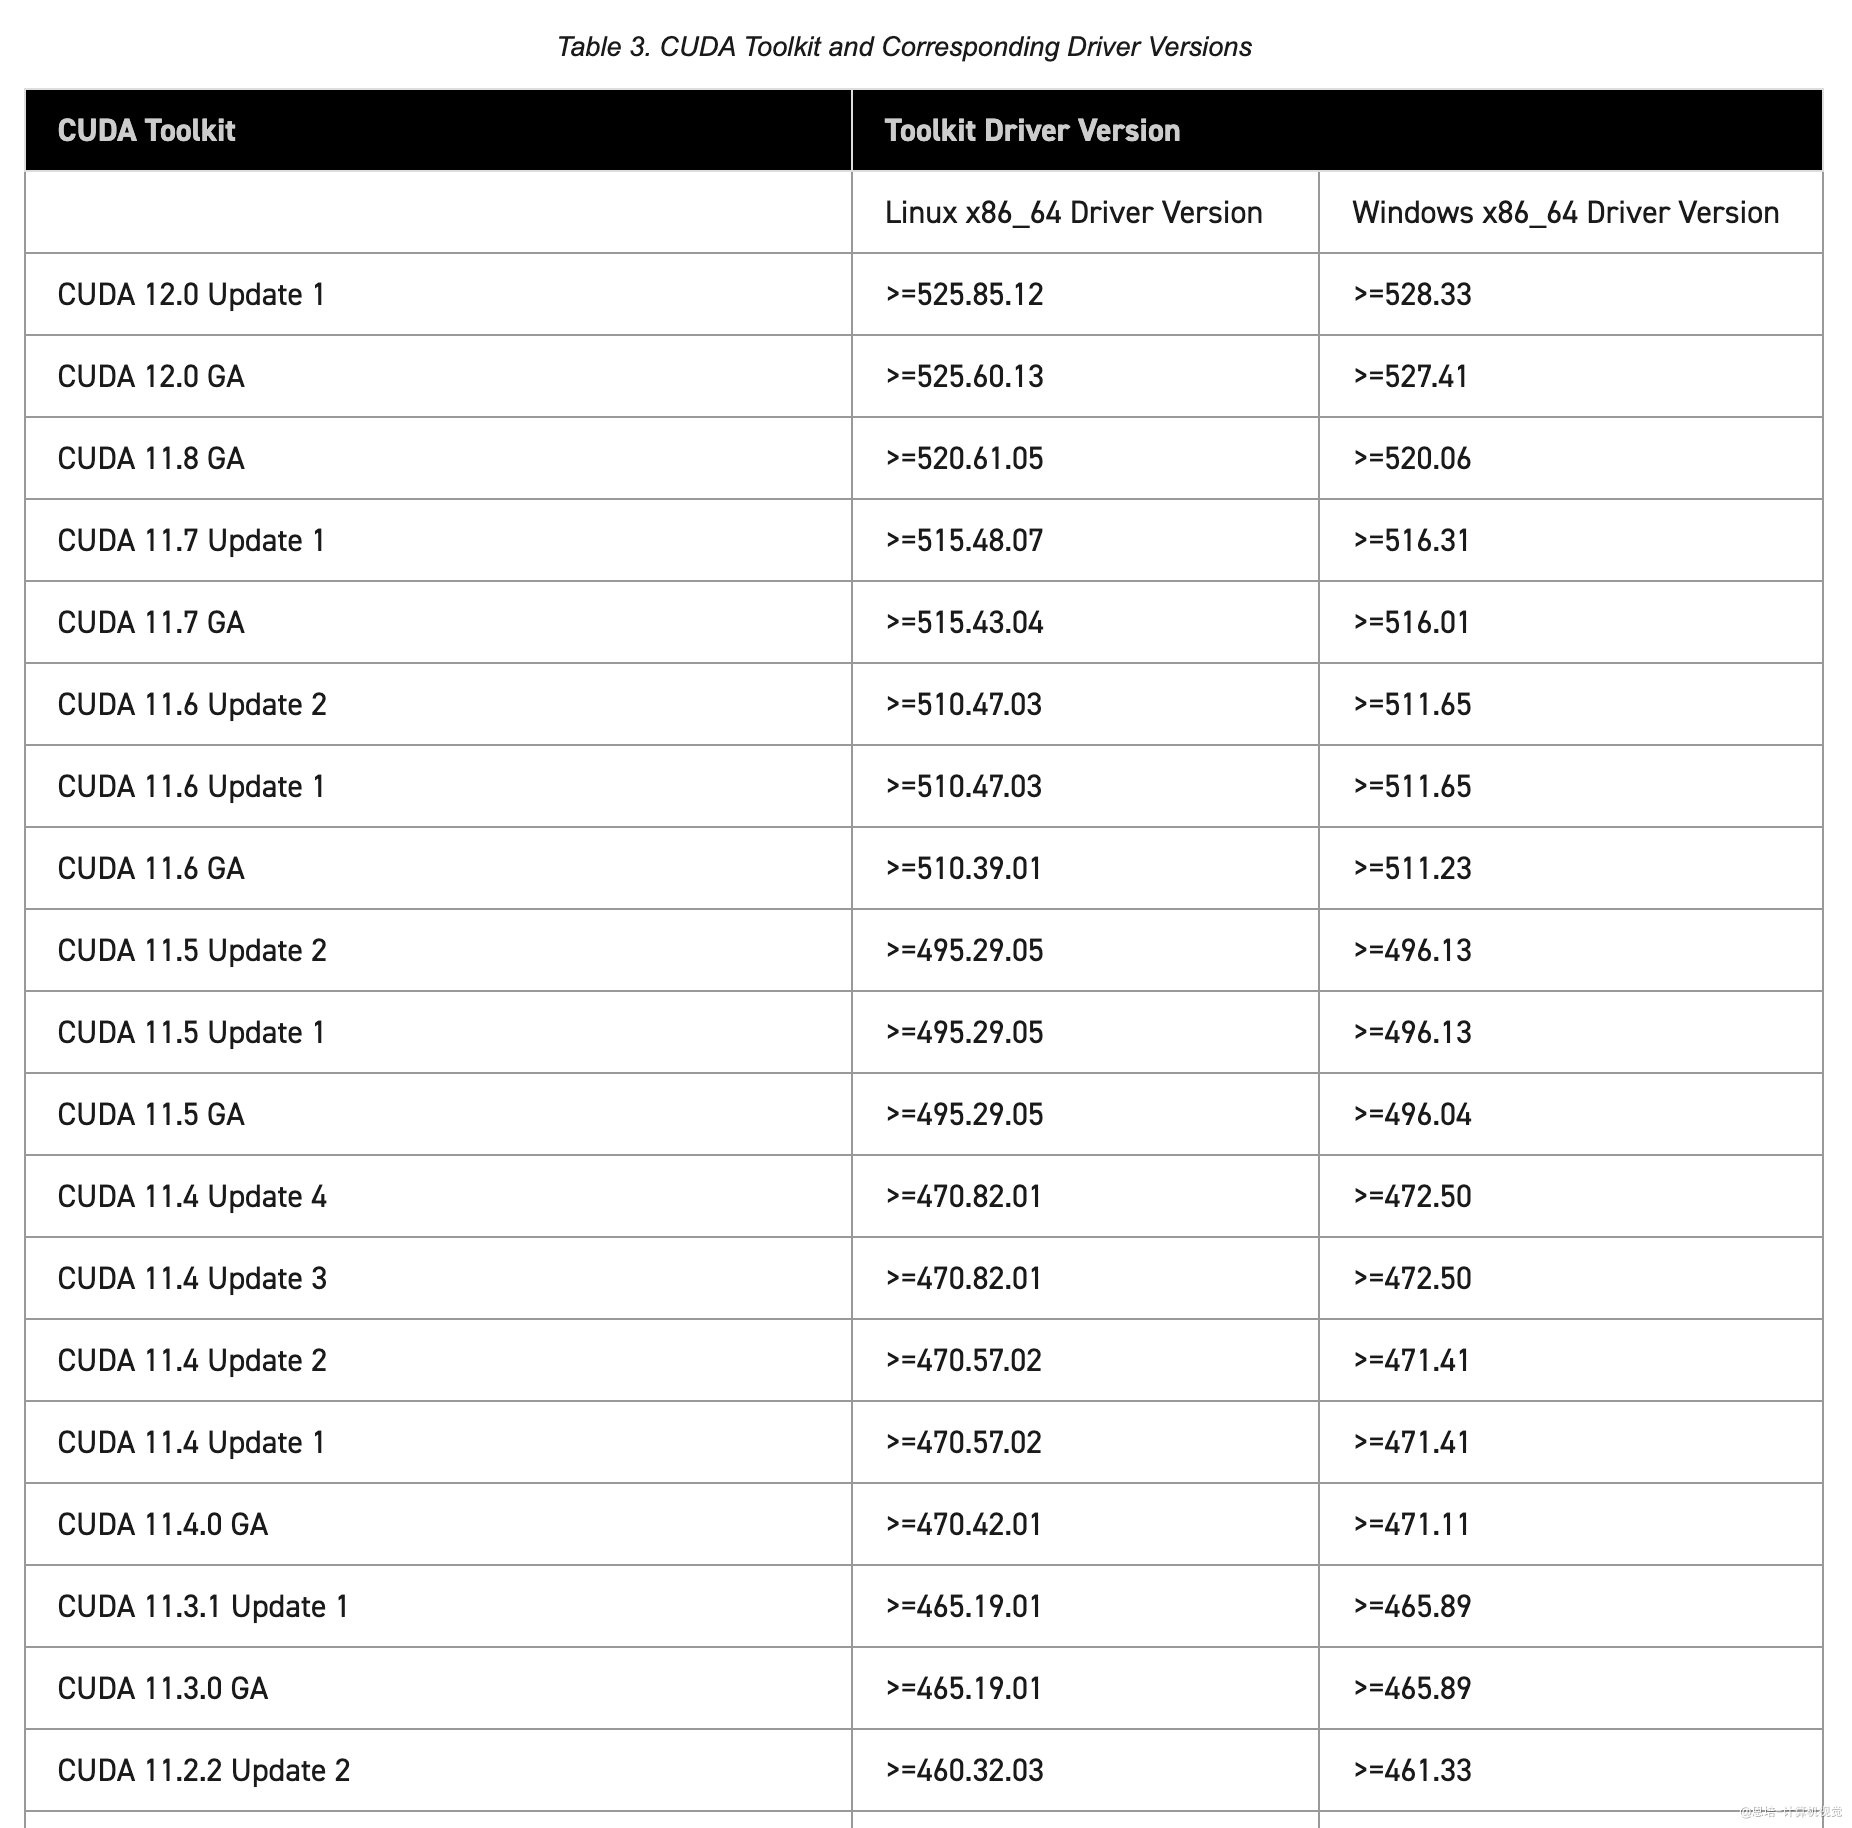 Table 3. CUDA Toolkit and Corresponding Driver Versions
CUDA Toolkit Toolkit Driver Version
Linux x86_64 Driver Version Windows x86_64 Driver Version
CUDA 12.0 Update 1 >=525.85.12 >=528.33
CUDA 12.0 GA >=525.60.13 >=527.41
CUDA 11.8 GA >=520.61.05 >=520.06
CUDA 11.7 Update 1 >=515.48.07 >=516.31
CUDA 11.7 GA >=515.43.04 >=516.01
CUDA 11.6 Update 2 >=510.47.03 >=511.65
CUDA 11.6 Update 1 >=510.47.03 >=511.65
CUDA 11.6 GA >=510.39.01 >=511.23
CUDA 11.5 Update 2 >=495.29.05 >=496.13
CUDA 11.5 Update 1 >=495.29.05 >=496.13
CUDA 11.5 GA >=495.29.05 >=496.04
CUDA 11.4 Update 4 >=470.82.01 >=472.50
CUDA 11.4 Update 3 >=470.82.01 >=472.50
CUDA 11.4 Update 2 >=470.57.02 >=471.41
CUDA 11.4 Update 1 >=470.57.02 >=471.41
CUDA 11.4.0 GA >=470.42.01 >=471.11
CUDA 11.3.1 Update 1 >=465.19.01 >=465.89
CUDA 11.3.0 GA >=465.19.01 >=465.89
CUDA 11.2.2 Update 2 >=460.32.03 >=461.33
@恩培-计算机视觉